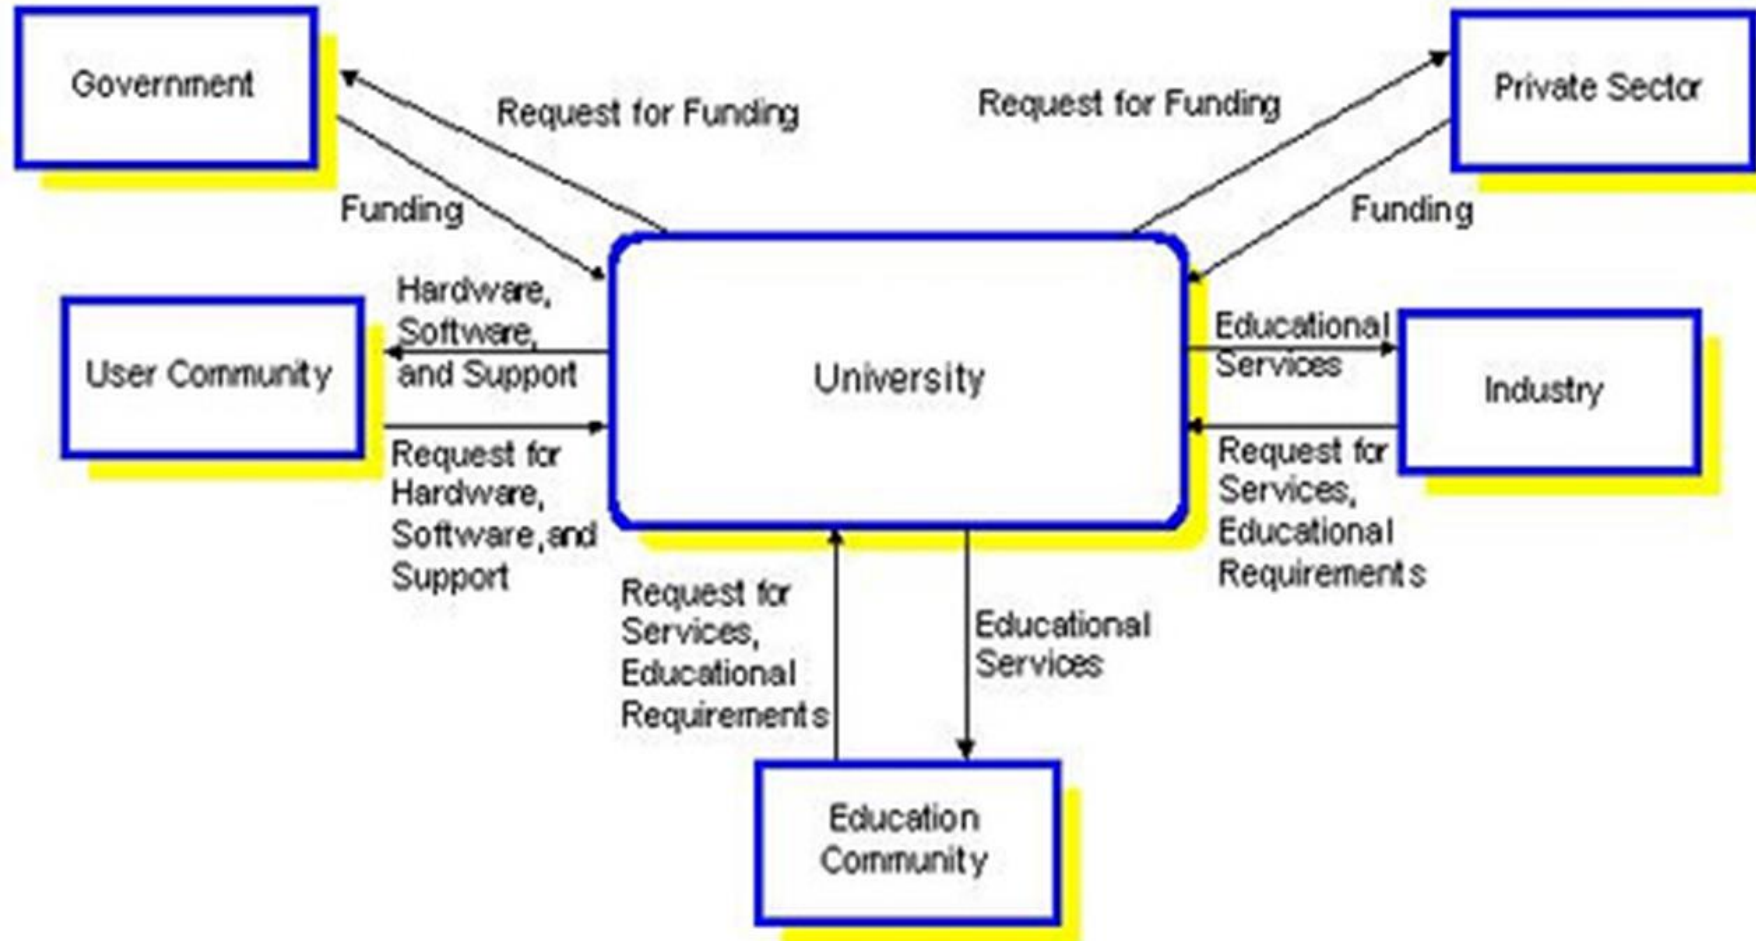 Government
Request for Funding
Request for Funding
Private Sector
Funding
Funding
Hardware,
Software,
and Support
User Community
Request for
Hardware,
Software,and
Support
University
Educational
Services
Industry
Request for
Services,
Educational
Requirements
Request for
Services,
Educational
Requirements
Educational
Services
Education
Community